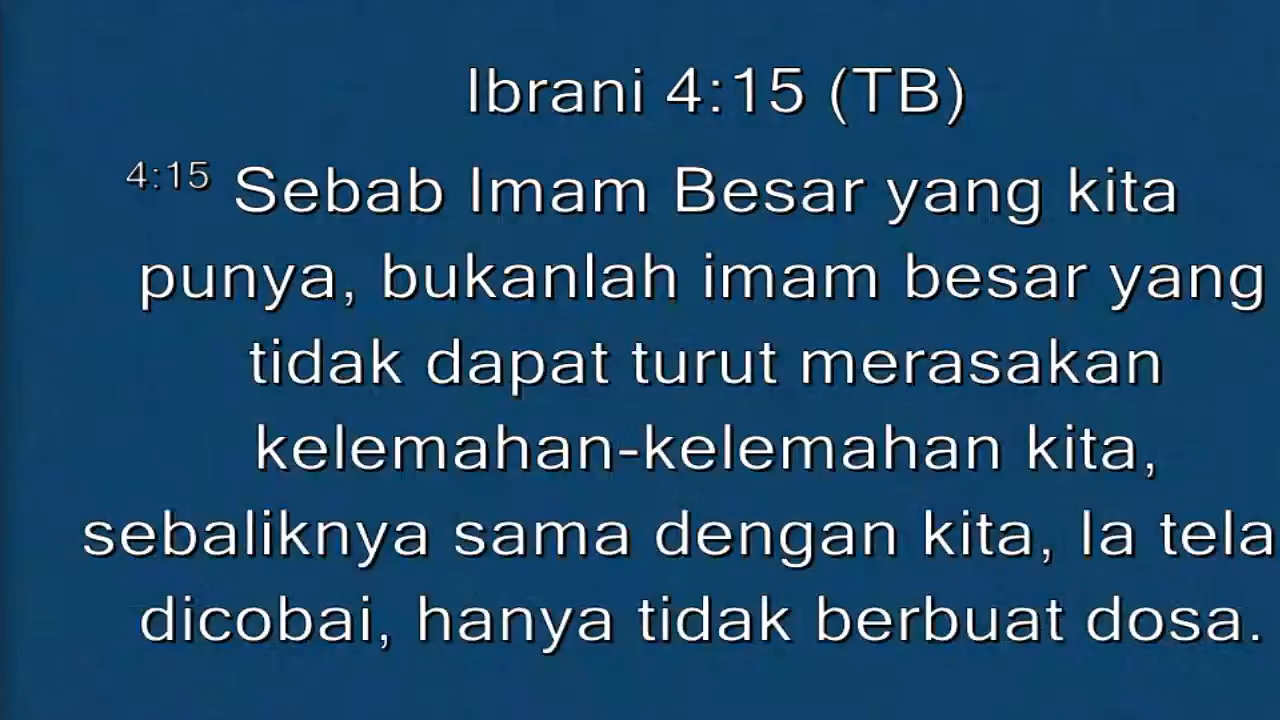 Ibrani 4:15 (TB)
4:15 Sebab Imam Besar yang kita
punya, bukanlah imam besar yang
tidak dapat turut merasakan
kelemahan-kelemahan kita,
sebaliknya sama dengan kita, Ia tela
dicobai, hanya tidak berbuat dosa.